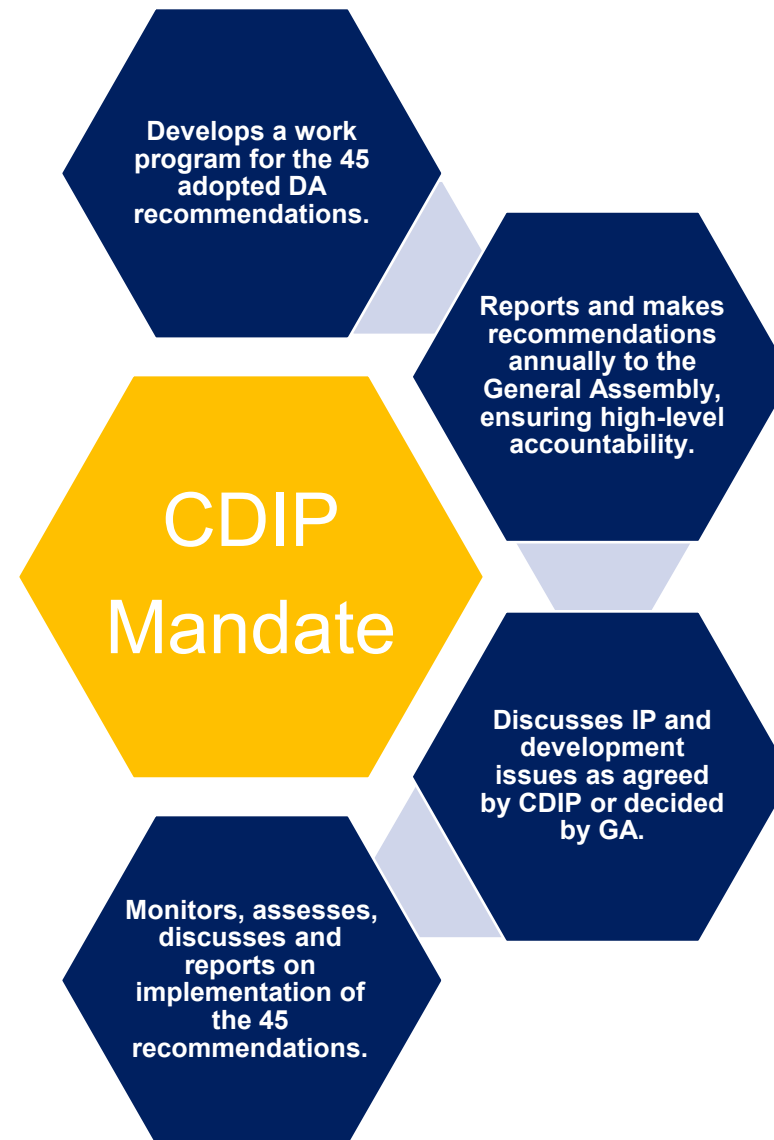 Develops a work
program for the 45
adopted DA
recommendations.
Reports and makes
recommendations
annually to the
General Assembly,
ensuring high-level
accountability.
CDIP
Mandate
Discusses IP and
development
issues as agreed
by CDIP or decided
by GA.
Monitors, assesses,
discusses and
reports on
implementation of
the 45
recommendations.